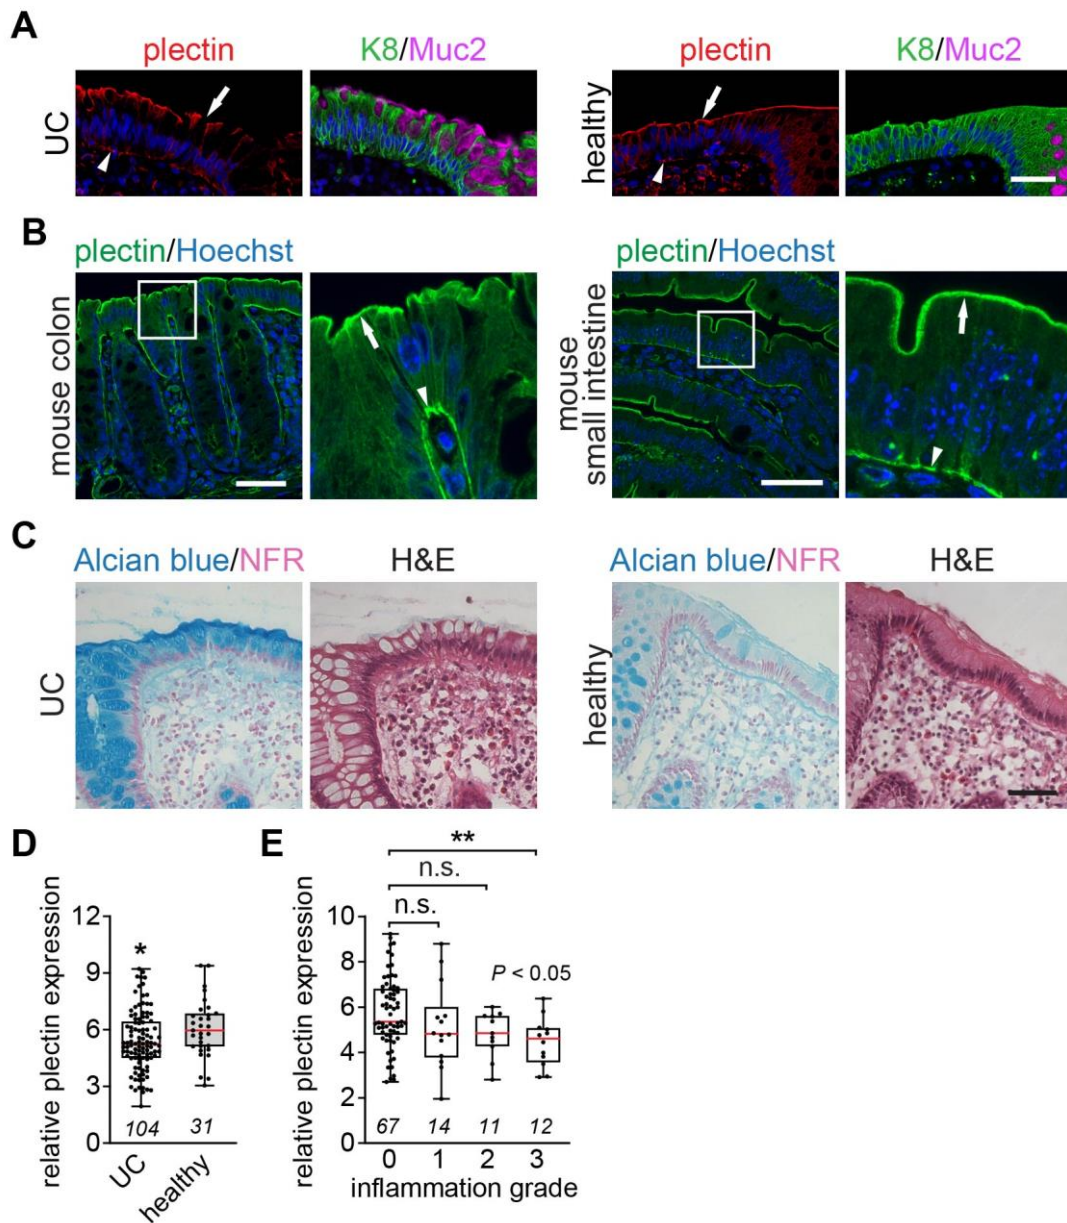 A
plectin K8/Muc2 plectin K8/Muc2
UC
healthy
B
plectin/Hoechst plectin/Hoechst
mouse colon
mouse
small intestine
C
Alcian blue/NFR H&E Alcian blue/NFR H&E
UC
healthy
D
relative plectin expression
12
9
6
3
0
*
104 31
UC healthy
E
relative plectin expression
10
8
6
4
2
0
**
n.s.
n.s.
P < 0.05
67 14 11 12
0 1 2 3
inflammation grade